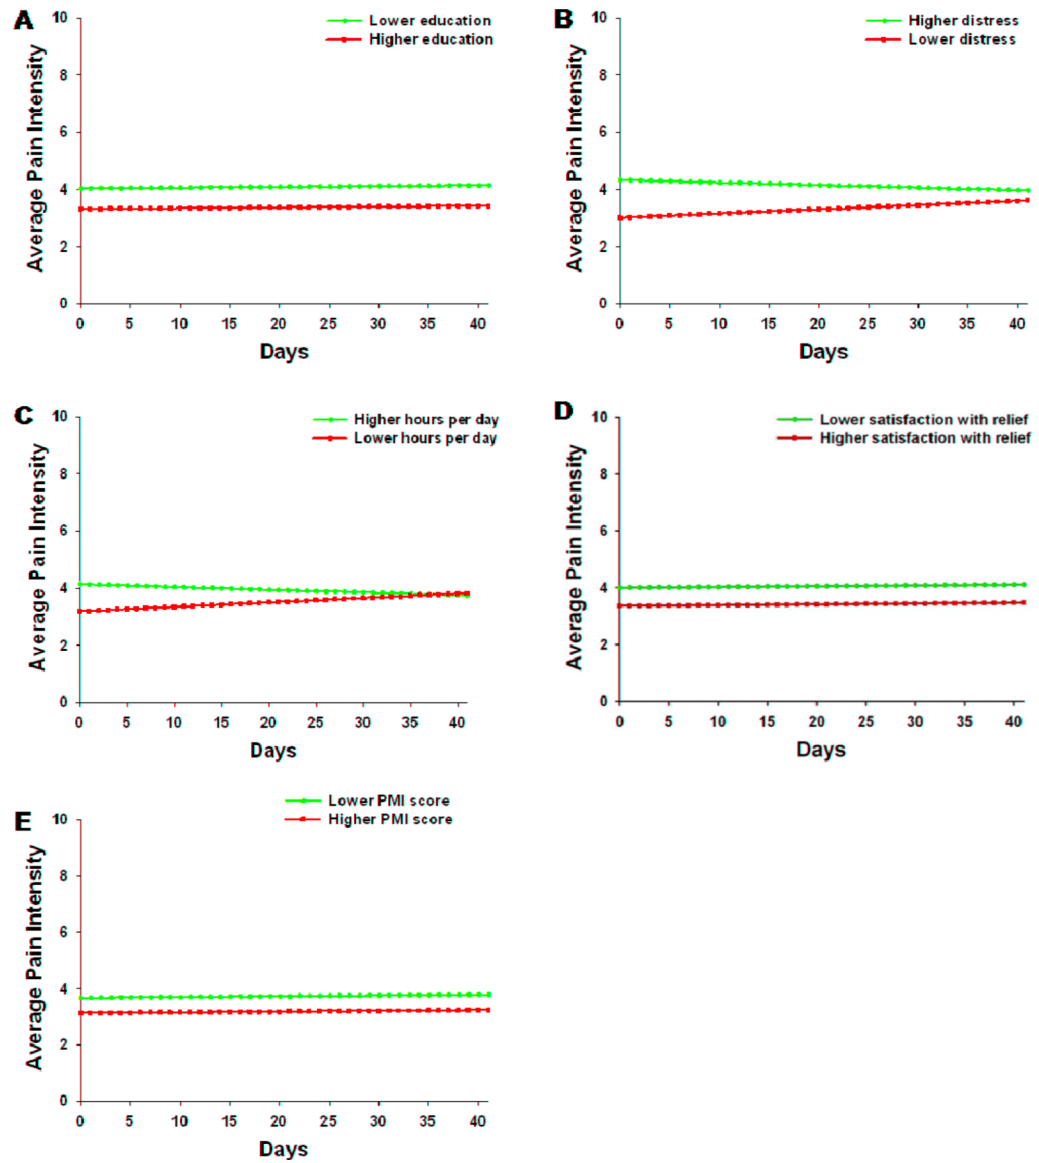 A
Lower education
Higher education
Average Pain Intensity
10
8
6
4
2
0
0 5 10 15 20 25 30 35 40
Days
B
Higher distress
Lower distress
Average Pain Intensity
10
8
6
4
2
0
0 5 10 15 20 25 30 35 40
Days
C
Higher hours per day
Lower hours per day
Average Pain Intensity
10
8
6
4
2
0
0 5 10 15 20 25 30 35 40
Days
D
Lower satisfaction with relief
Higher satisfaction with relief
Average Pain Intensity
10
8
6
4
2
0
0 5 10 15 20 25 30 35 40
Days
E
Lower PMI score
Higher PMI score
Average Pain Intensity
10
8
6
4
2
0
0 5 10 15 20 25 30 35 40
Days